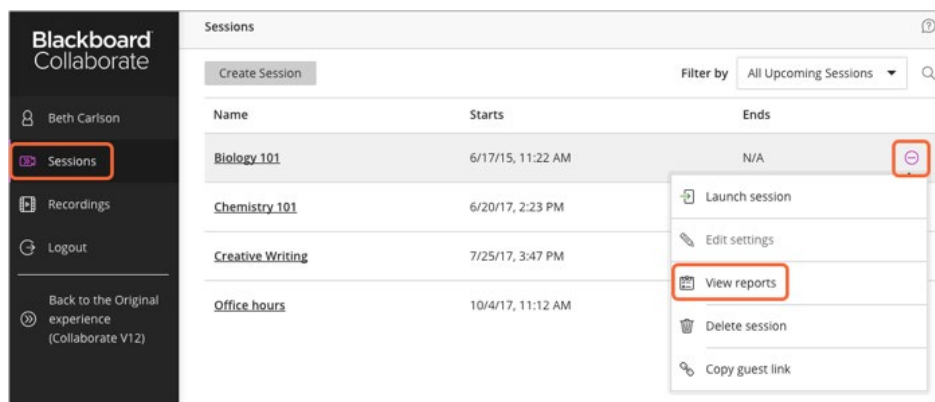 Blackboard
Collaborate
Beth Carlson
Sessions
Recordings
Logout
Back to the Original
experience
(Collaborate V12)
Sessions
Create Session
Filter by All Upcoming Sessions
Name Starts Ends
Biology 101 6/17/15, 11:22 AM N/A
Chemistry 101 6/20/17, 2:23 PM
Creative Writing 7/25/17, 3:47 PM
Office hours 10/4/17, 11:12 AM
Launch session
Edit settings
View reports
Delete session
Copy guest link